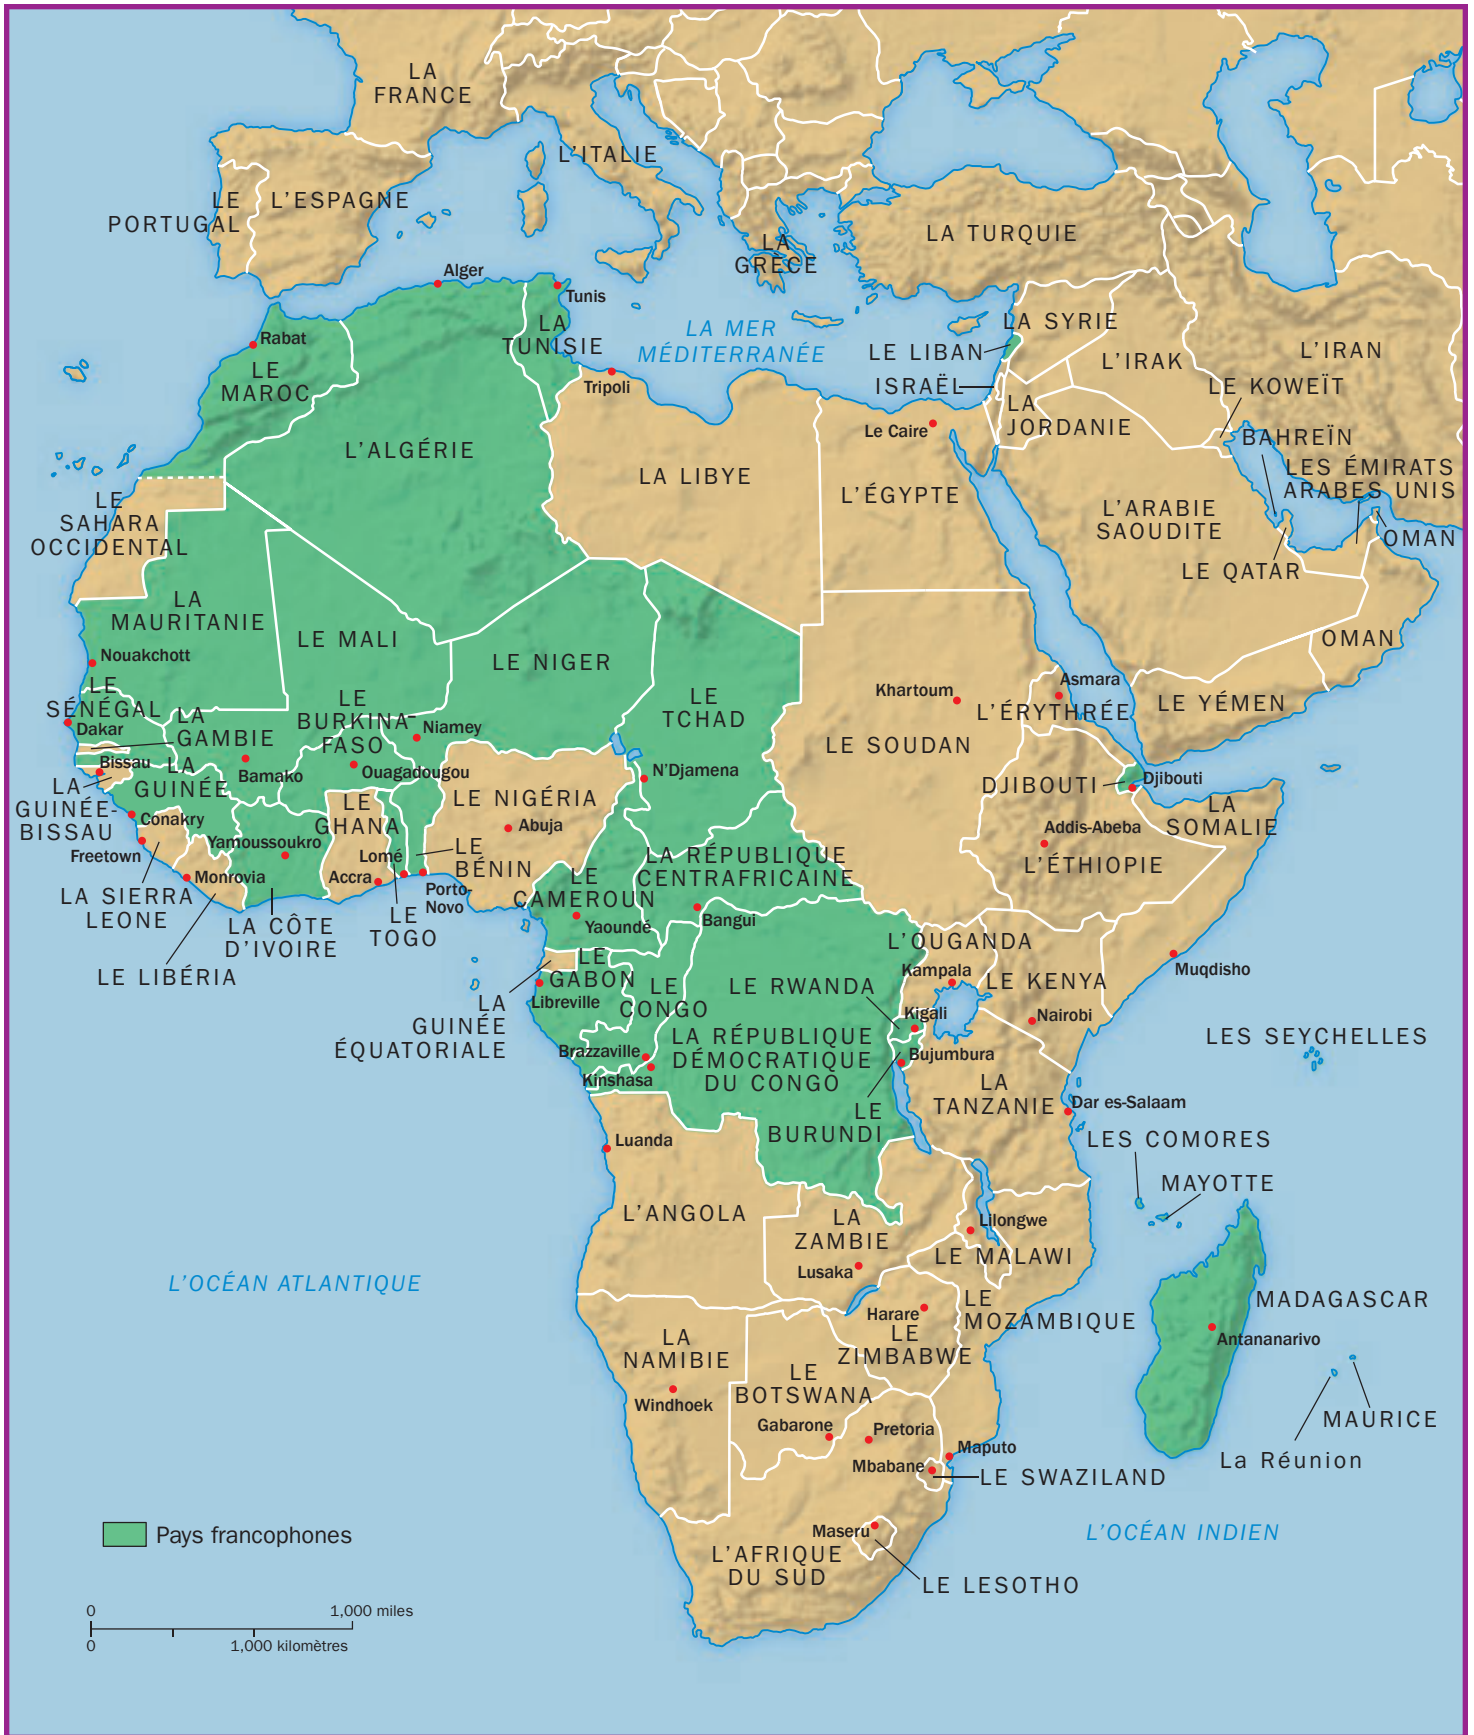 LA
FRANCE
L'ITALIE
LE
PORTUGAL
L'ESPAGNE
LA TURQUIE
LA
GRÈCE
Alger
Tunis
LA
TUNISIE
LA MER
MÉDITERRANÉE
LA SYRIE
LE LIBAN
L'IRAK
L'IRAN
Rabat
LE
MAROC
Tripoli
ISRAËL
LE KOWEÏT
LA
JORDANIE
Le Caire
BAHREÏN
L'ALGÉRIE
LA LIBYE
L'ÉGYPTE
LES ÉMIRATS
ARABES UNIS
L'ARABIE
SAOUDITE
OMAN
LE QATAR
LE
SAHARA
OCCIDENTAL
LA
MAURITANIE
LE MALI
LE NIGER
OMAN
Nouakchott
LE
SÉNÉGAL
Dakar
LA
GAMBIE
LE
BURKINA-
FASO
Niamey
LE
TCHAD
Khartoum
Asmara
L'ÉRYTHRÉE
LE YÉMEN
LE SOUDAN
Bissau
LA
GUINÉE
Bamako
Ouagadougou
N'Djamena
DJIBOUTI
Djibouti
LA
GUINÉE-
BISSAU
Conakry
LE
GHANA
LE NIGÉRIA
Abuja
LA
SOMALIE
Addis-Abeba
L'ÉTHIOPIE
Freetown
Yamoussoukro
Lomé
LE
BÉNIN
LA RÉPUBLIQUE
CENTRAFRICAINE
Monrovia
Accra
Porto-
Novo
LE
CAMEROUN
Yaoundé
Bangui
LA SIERRA
LEONE
LA CÔTE
D'IVOIRE
LE
TOGO
LE LIBÉRIA
L'OUGANDA
Kampala
LE KENYA
Muqdisho
LE
GABON
Libreville
LE
CONGO
LE RWANDA
Kigali
Nairobi
LA
GUINÉE
ÉQUATORIALE
LA RÉPUBLIQUE
DÉMOCRATIQUE
DU CONGO
Brazzaville
Kinshasa
Bujumbura
LES SEYCHELLES
LE
BURUNDI
LA
TANZANIE
Dar es-Salaam
Luanda
LES COMORES
MAYOTTE
L'ANGOLA
LA
ZAMBIE
Lusaka
Lilongwe
LE MALAWI
L'OCÉAN ATLANTIQUE
Harare
LE
ZIMBABWE
LE
MOZAMBIQUE
MADAGASCAR
Antananarivo
LA
NAMIBIE
Windhoek
LE
BOTSWANA
Gabarone
Pretoria
MAURICE
La Réunion
Maputo
Mbabane
LE SWAZILAND
Maseru
L'AFRIQUE
DU SUD
LE LESOTHO
L'OCÉAN INDIEN
Pays francophones
0
1,000 miles
0
1,000 kilomètres